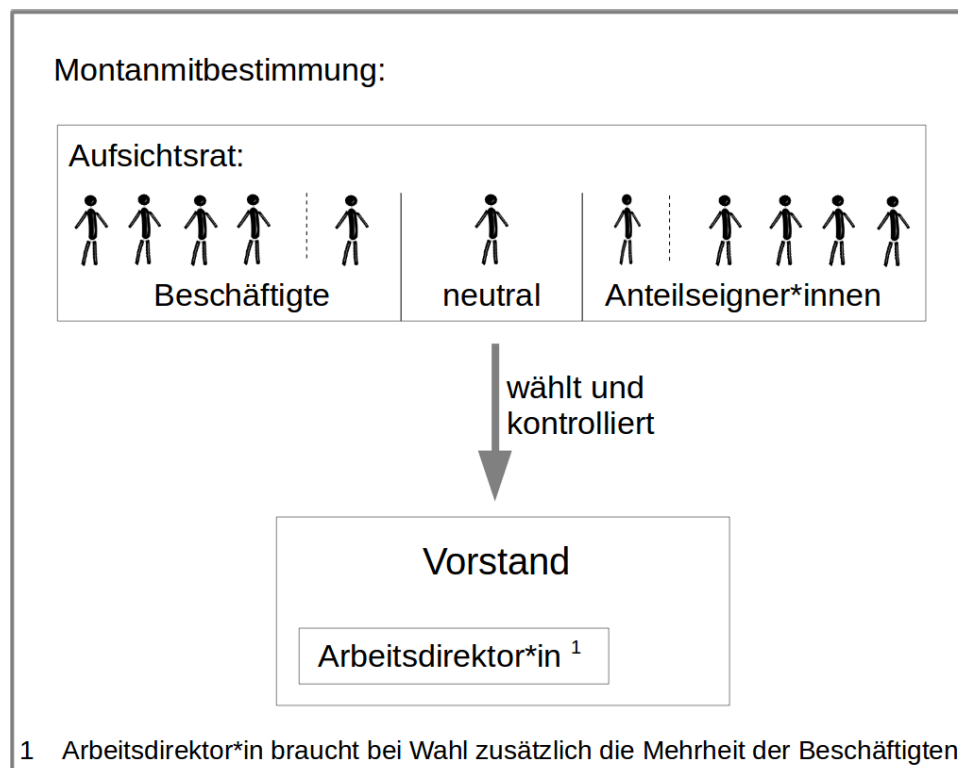 Montanmitbestimmung:
Aufsichtsrat:
Beschäftigte
neutral
Anteilseigner*innen
wählt und
kontrolliert
Vorstand
Arbeitsdirektor*in 1
1 Arbeitsdirektor*in braucht bei Wahl zusätzlich die Mehrheit der Beschäftigten